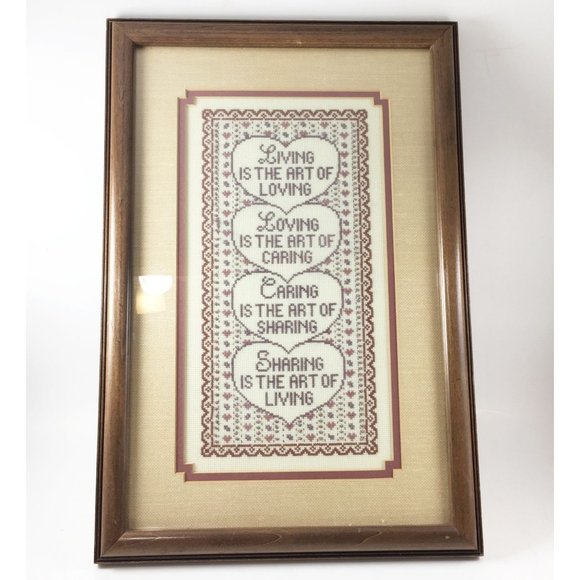 LIVING
IS THE ART OF
LOVING
LOVING
IS THE ART OF
CARING
CARING
IS THE ART OF
SHARING
SHARING
IS THE ART OF
LIVING